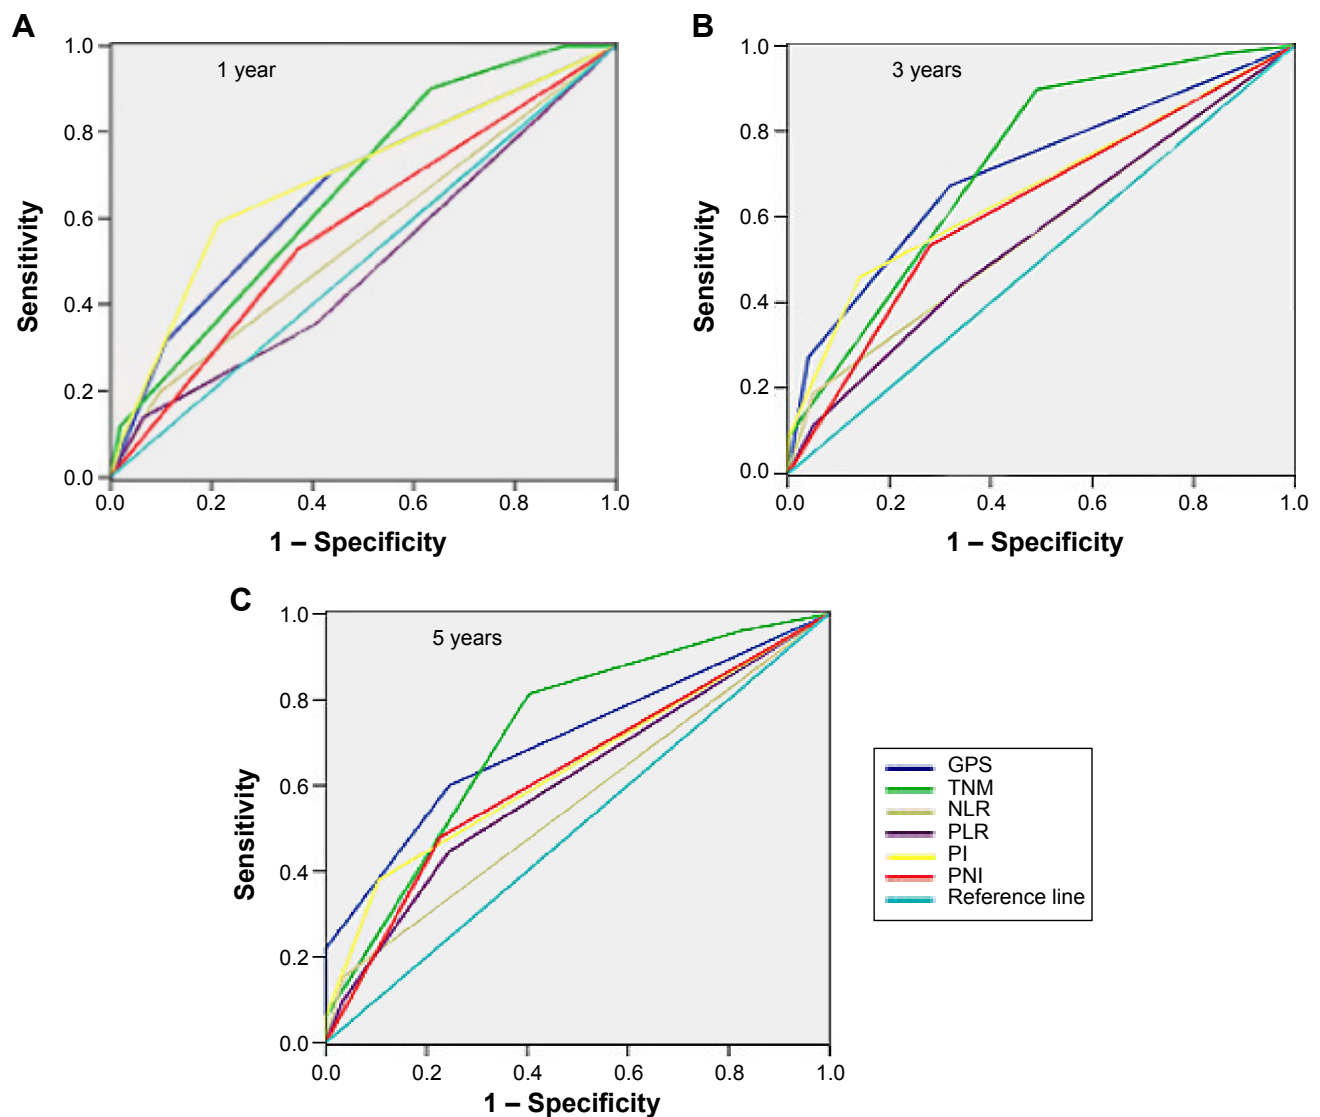 A
1 year
Sensitivity
1.0
0.8
0.6
0.4
0.2
0.0
0.0 0.2 0.4 0.6 0.8 1.0
1 – Specificity
B
3 years
Sensitivity
1.0
0.8
0.6
0.4
0.2
0.0
0.0 0.2 0.4 0.6 0.8 1.0
1 – Specificity
C
5 years
Sensitivity
1.0
0.8
0.6
0.4
0.2
0.0
0.0 0.2 0.4 0.6 0.8 1.0
1 – Specificity
GPS
TNM
NLR
PLR
PI
PNI
Reference line